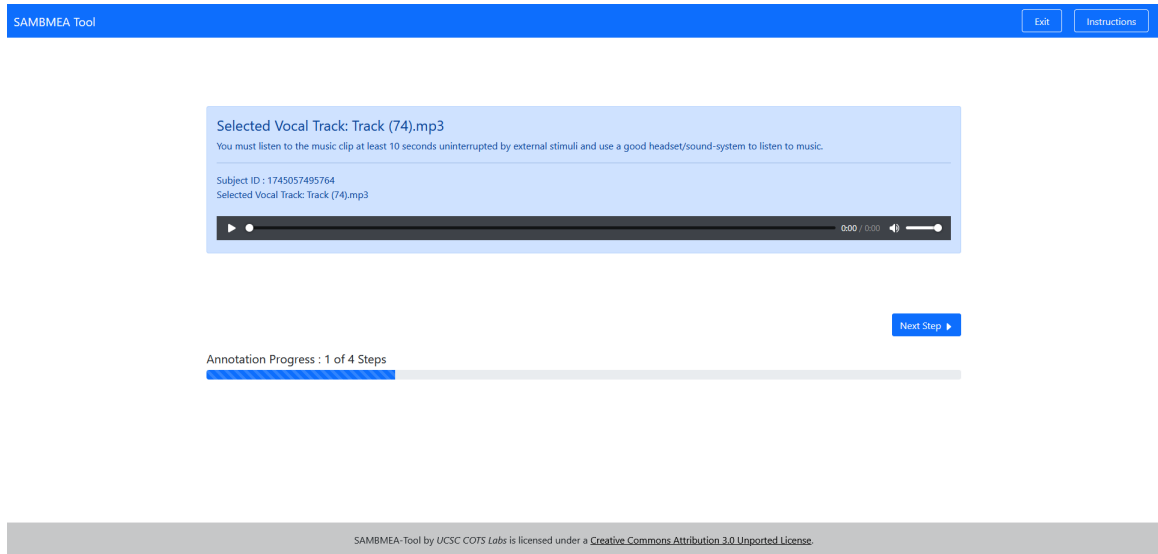 SAMBMEA Tool
Exit
Instructions
Selected Vocal Track: Track (74).mp3
You must listen to the music clip at least 10 seconds uninterrupted by external stimuli and use a good headset/sound-system to listen to music.
Subject ID : 1745057495764
Selected Vocal Track: Track (74).mp3
0:00 / 0:00
Next Step
Annotation Progress : 1 of 4 Steps
SAMBMEA-Tool by UCSC COTS Labs is licensed under a Creative Commons Attribution 3.0 Unported License.